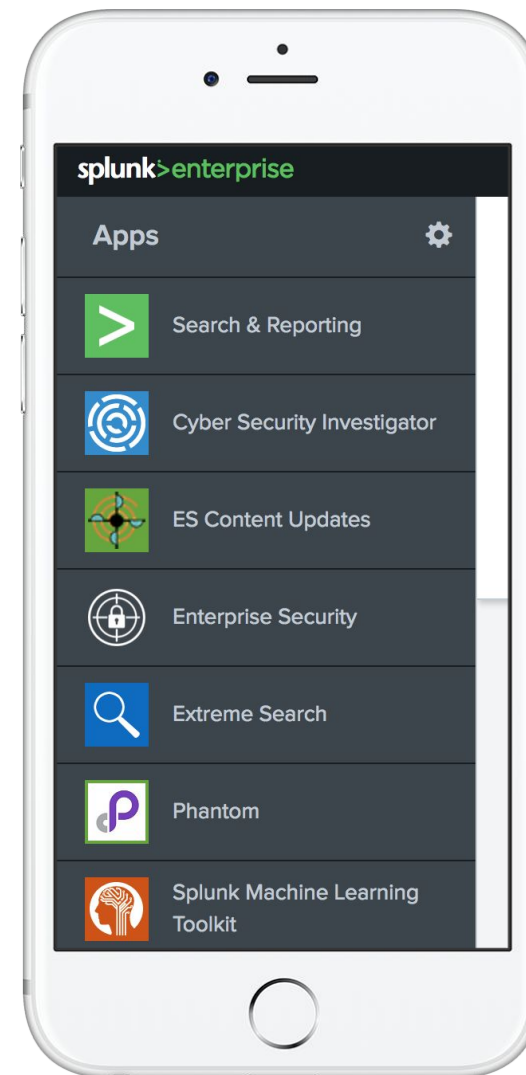 splunk>enterprise
Apps
Search & Reporting
Cyber Security Investigator
ES Content Updates
Enterprise Security
Extreme Search
Phantom
Splunk Machine Learning
Toolkit